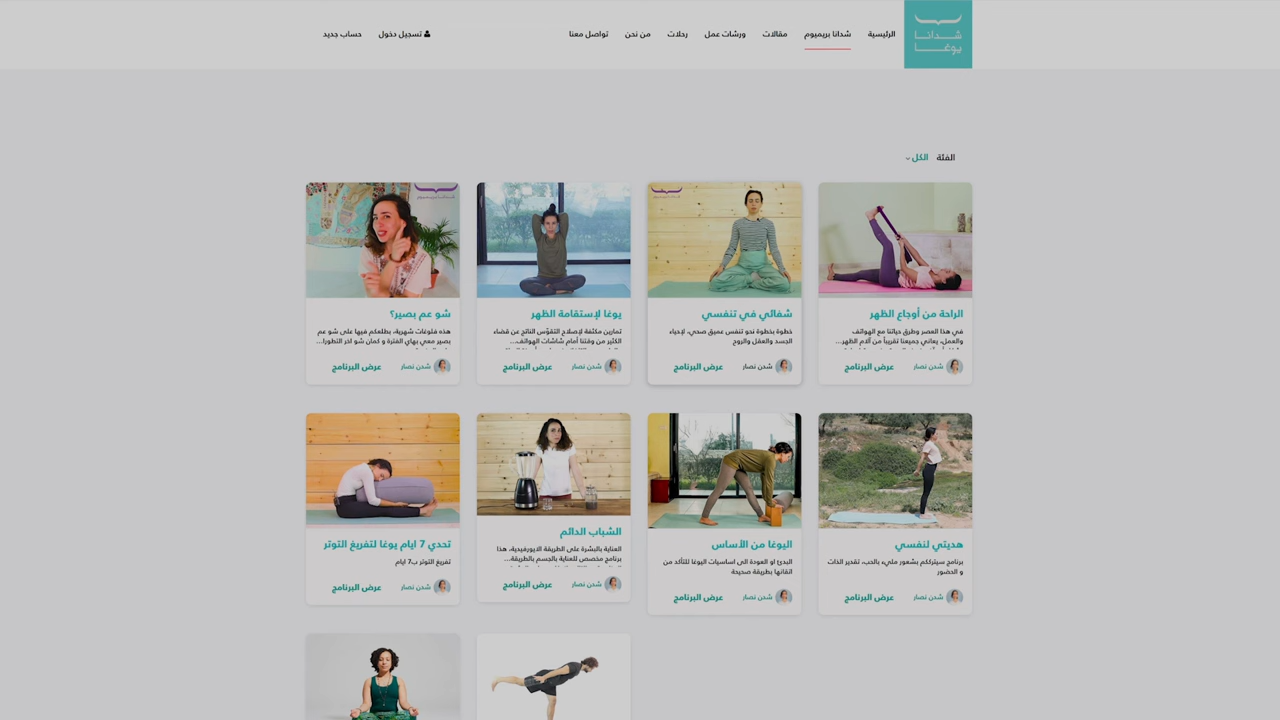 شدانا
يوغا
الرئيسية
شدانا بريميوم
مقالات
ورشات عمل
رحلات
من نحن
تواصل معنا
تسجيل دخول
حساب جديد
الفئة الكل
الراحة من أوجاع الظهر
في هذا العصر وطرق حياتنا مع الهواتف
والعمل، يعاني جميعنا تقريباً من آلام الظهر...
شدن نصار
عرض البرنامج
شفائي في تنفسي
خطوة بخطوة نحو تنفس عميق صحي، لإحياء
الجسد والعقل والروح
شدن نصار
عرض البرنامج
يوغا لإستقامة الظهر
تمارين مكثفة لإصلاح التقوّس الناتج عن قضاء
الكثير من وقتنا أمام شاشات الهواتف...
شدن نصار
عرض البرنامج
شو عم بصير؟
هذه فلوغات شهرية، بطلعكم فيها على شو عم
بصير معي بهاي الفترة و كمان شو اخر التطورا...
شدن نصار
عرض البرنامج
هديتي لنفسي
برنامج سيترككم بشعور مليء بالحب، تقدير الذات
و الحضور
شدن نصار
عرض البرنامج
اليوغا من الأساس
البدئ او العودة الى اساسيات اليوغا للتأكد من
اتقانها بطريقة صحيحة
شدن نصار
عرض البرنامج
الشباب الدائم
العناية بالبشرة على الطريقة الايورفيدية، هذا
برنامج مخصص للعناية بالجسم بالطريقة...
شدن نصار
عرض البرنامج
تحدي 7 ايام يوغا لتفريغ التوتر
تفريغ التوتر ب7 ايام
شدن نصار
عرض البرنامج